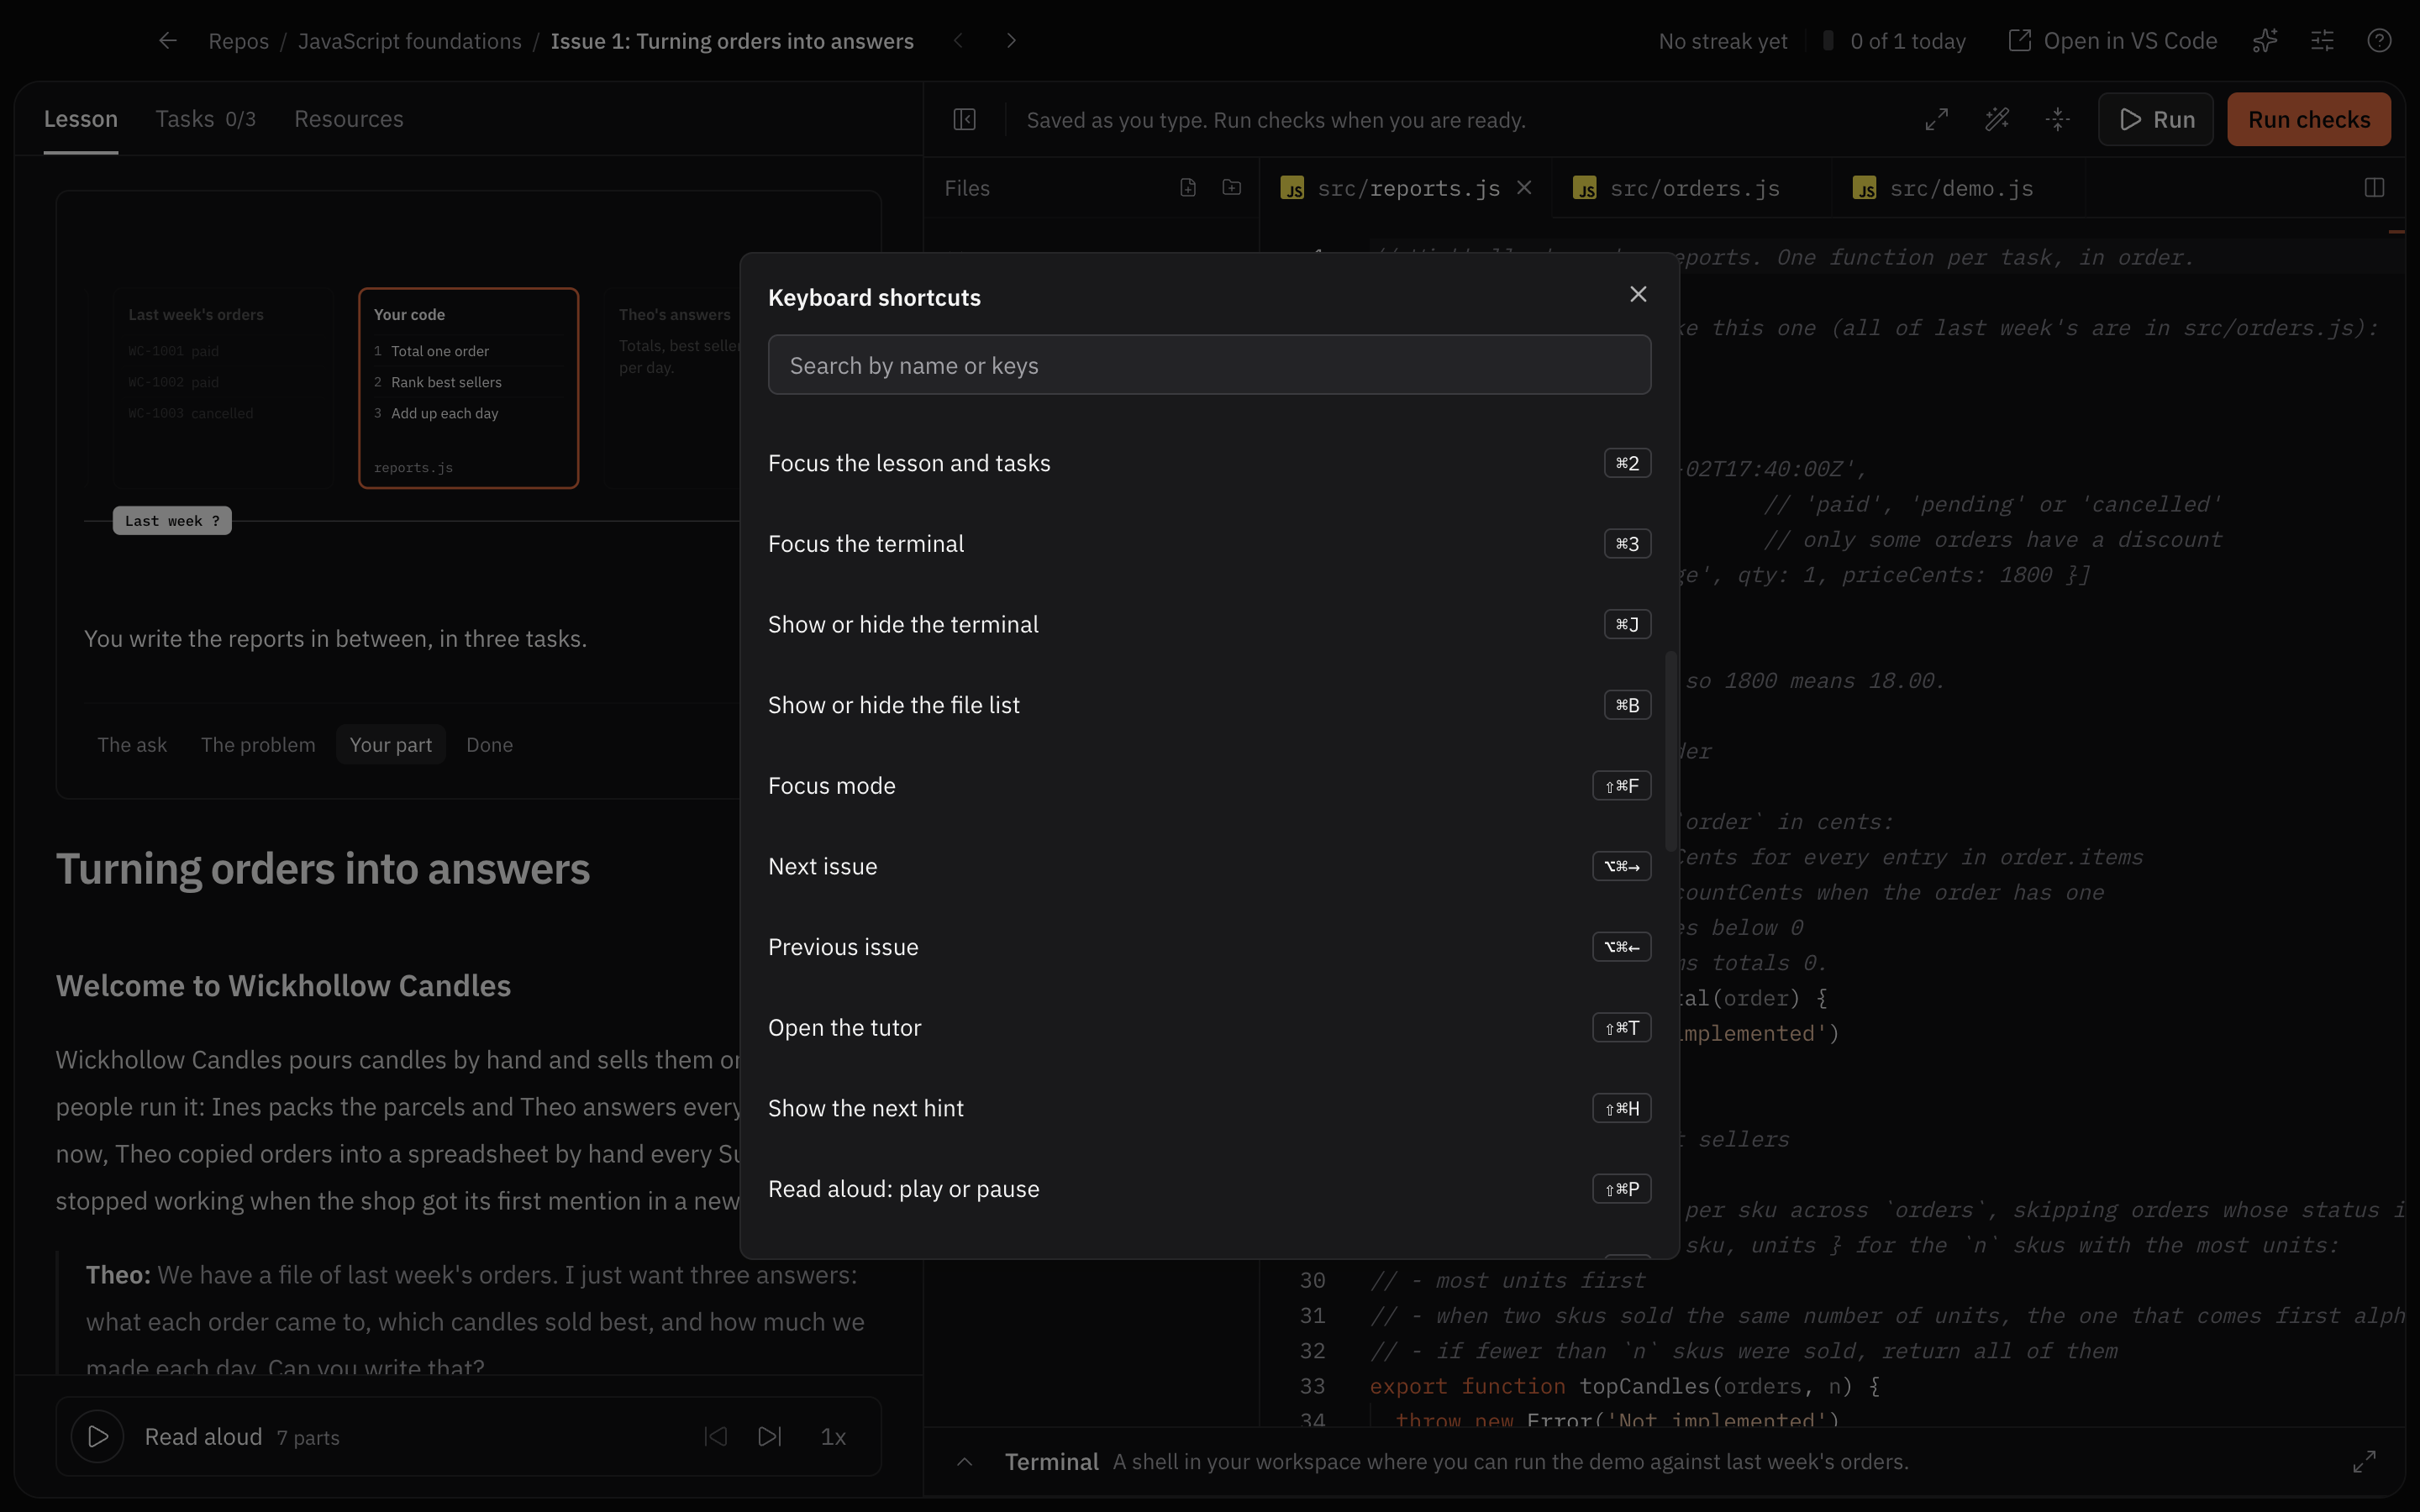 Repos / JavaScript foundations / Issue 1: Turning orders into answers
No streak yet
0 of 1 today
Open in VS Code
Lesson
Tasks 0/3
Resources
Saved as you type. Run checks when you are ready.
Run
Run checks
Files
JS src/reports.js
JS src/orders.js
JS src/demo.js
Last week's orders
WC-1001 paid
WC-1002 paid
WC-1003 cancelled
Your code
1 Total one order
2 Rank best sellers
3 Add up each day
reports.js
Theo's answers
Totals, best
per day.
Last week ?
You write the reports in between, in three tasks.
The ask
The problem
Your part
Done
Turning orders into answers
Welcome to Wickhollow Candles
Wickhollow Candles pours candles by hand and sells them
people run it: Ines packs the parcels and Theo answers every
now, Theo copied orders into a spreadsheet by hand every
stopped working when the shop got its first mention in a
Theo: We have a file of last week's orders. I just want three answers:
what each order came to, which candles sold best, and how much we
made each day. Can you write that?
Read aloud 7 parts
1x
Keyboard shortcuts
Search by name or keys
Focus the lesson and tasks ⌘2
Focus the terminal ⌘3
Show or hide the terminal ⌘J
Show or hide the file list ⌘B
Focus mode ⇧⌘F
Next issue ⌥⌘→
Previous issue ⌥⌘←
Open the tutor ⇧⌘T
Show the next hint ⇧⌘H
Read aloud: play or pause ⇧⌘P
One function per task, in order.
this one (all of last week's are in src/orders.js):
02T17:40:00Z',
// 'paid', 'pending' or 'cancelled'
// only some orders have a discount
qty: 1, priceCents: 1800 }]
so 1800 means 18.00.
order` in cents:
for every entry in order.items
when the order has one
below 0
totals 0.
(order) {
')
sellers
per sku across `orders`, skipping orders whose status
sku, units } for the `n` skus with the most units:
30 // - most units first
31 // - when two skus sold the same number of units, the one that comes first
32 // - if fewer than `n` skus were sold, return all of them
33 export function topCandles(orders, n) {
34 throw new Error('Not implemented')
Terminal A shell in your workspace where you can run the demo against last week's orders.